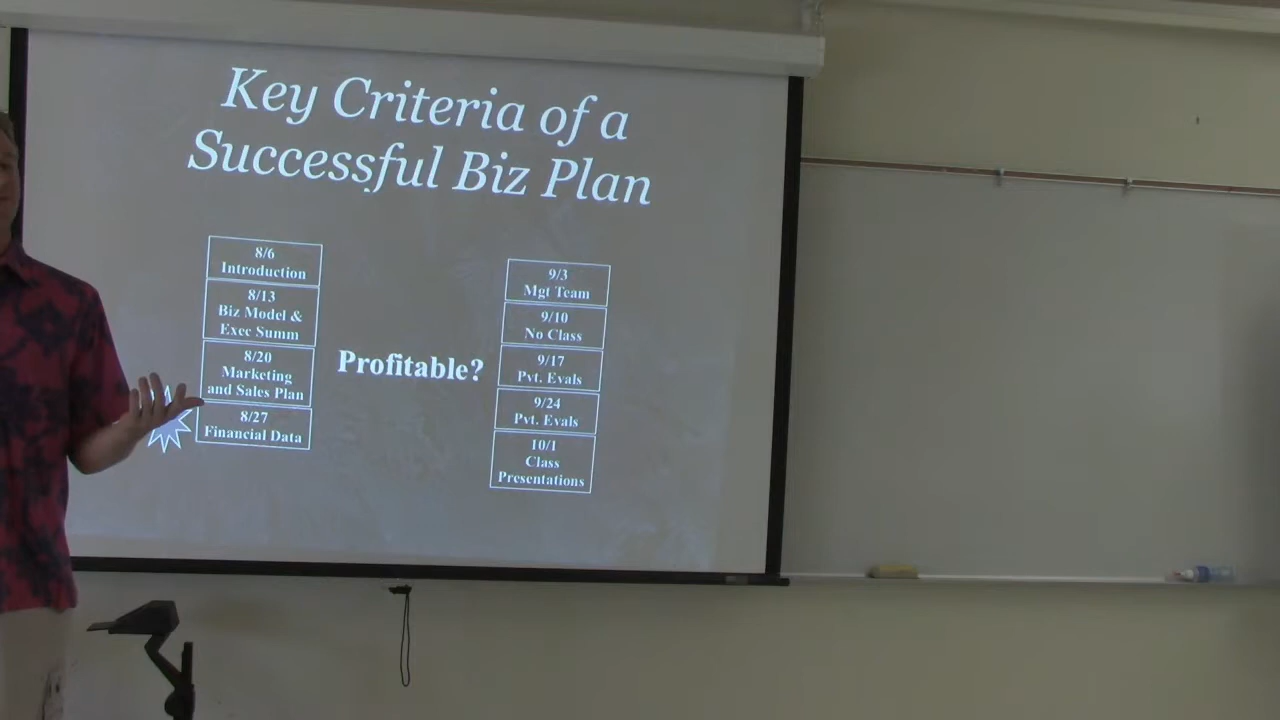 Key Criteria of a
Successful Biz Plan
8/6
Introduction
8/13
Biz Model &
Exec Summ
8/20
Marketing
and Sales Plan
8/27
Financial Data
Profitable?
9/3
Mgt Team
9/10
No Class
9/17
Pvt. Evals
9/24
Pvt. Evals
10/1
Class
Presentations